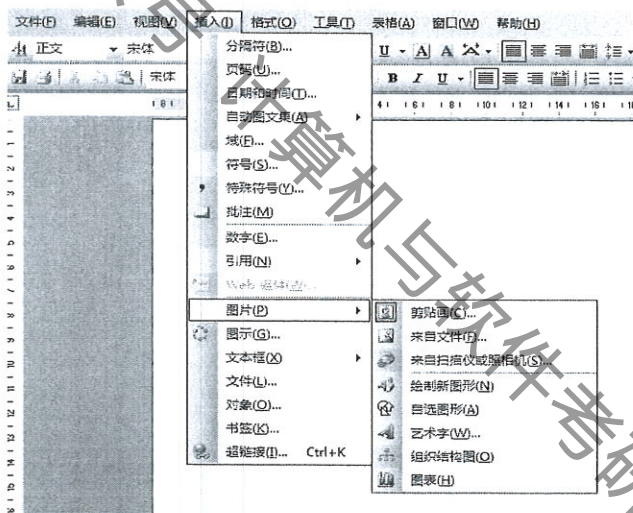 文件(F) 编辑(E) 视图(V) 插入(I) 格式(O) 工具(T) 表格(A) 窗口(W) 帮助(H)
正文 宋体
宋体
分隔符(B)...
页码(U)...
日期和时间(T)...
自动图文集(A)
域(F)...
符号(S)...
特殊符号(Y)...
批注(M)
数字(E)...
引用(N)
Web 组件(W)...
图片(P)
图示(G)...
文本框(X)
文件(L)...
对象(O)...
书签(K)...
超链接(I)... Ctrl+K
剪贴画(C)...
来自文件(F)...
来自扫描仪或照相机(S)...
绘制新图形(N)
自选图形(A)
艺术字(W)...
组织结构图(O)
图表(H)
计算机与软件考研